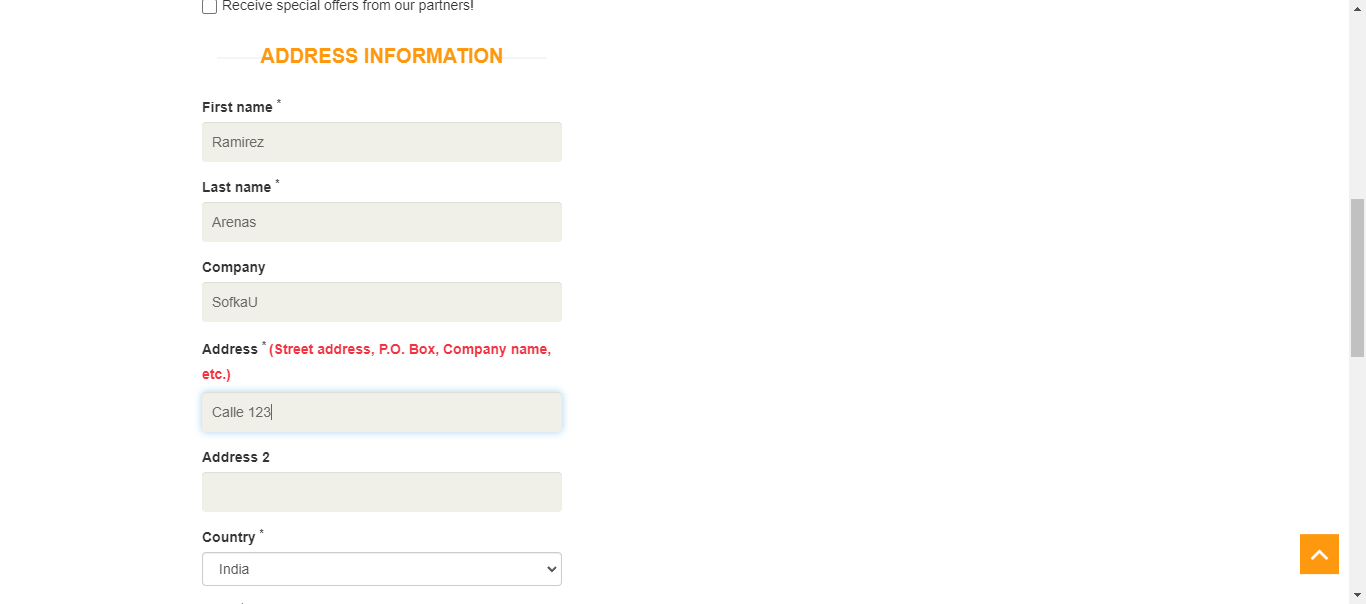 Receive special offers from our partners!
ADDRESS INFORMATION
First name *
Ramirez
Last name *
Arenas
Company
SofkaU
Address * (Street address, P.O. Box, Company name,
etc.)
Calle 123
Address 2
Country *
India